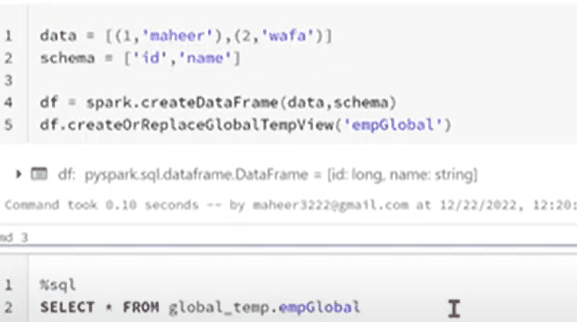 1 data = [(1,'maheer'),(2,'wafa')]
2 schema = ['id','name']
3
4 df = spark.createDataFrame(data,schema)
5 df.createOrReplaceGlobalTempView('empGlobal')
df: pyspark.sql.dataframe.DataFrame = [id: long, name: string]
Command took 0.10 seconds -- by maheer3222@gmail.com at 12/22/2022, 12:20:
md 3
1 %sql
2 SELECT * FROM global_temp.empGlobal